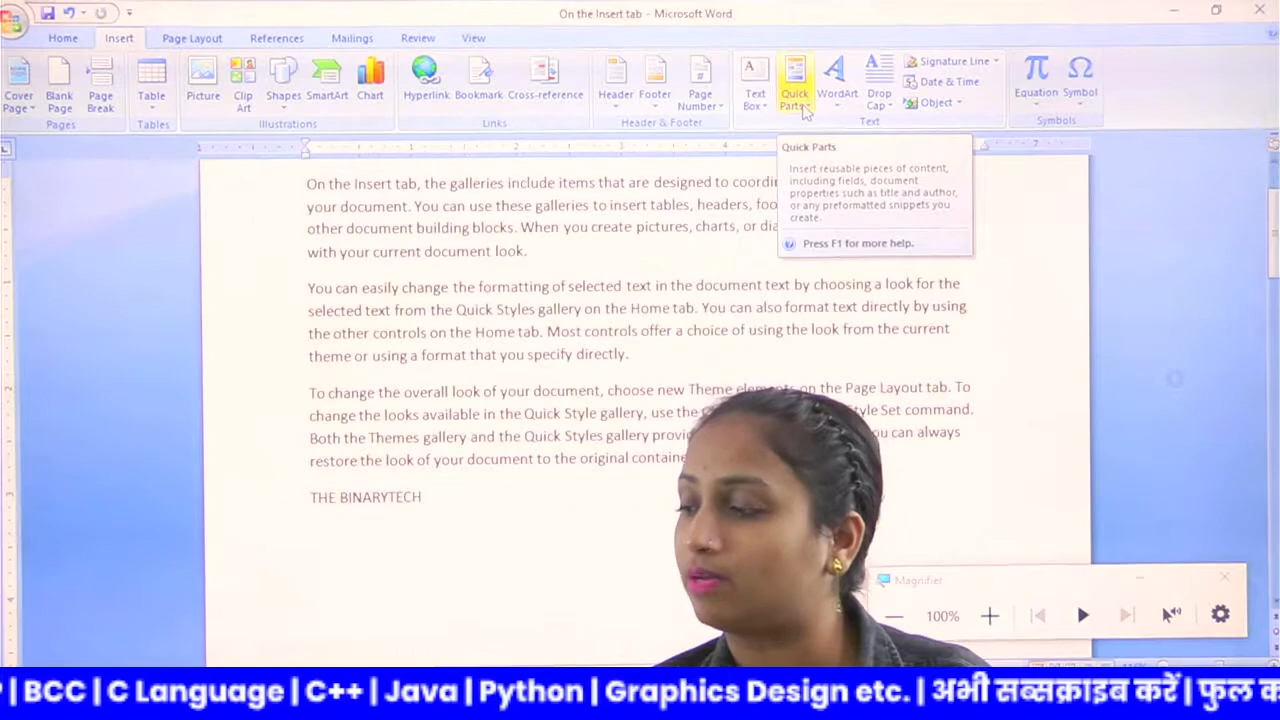 On the Insert tab - Microsoft Word
Home Insert Page Layout References Mailings Review View
Cover Page Blank Page Page Break Table Picture Clip Art Shapes SmartArt Chart Hyperlink Bookmark Cross-reference Header Footer Page Number Text Box Quick Parts WordArt Drop Cap Signature Line Date & Time Object Equation Symbol
Pages Tables Illustrations Links Header & Footer Text Symbols
1 1 2 3 4 7
Quick Parts
Insert reusable pieces of content,
including fields, document
properties such as title and author,
or any preformatted snippets you
create.
Press F1 for more help.
On the Insert tab, the galleries include items that are designed to coordin
your document. You can use these galleries to insert tables, headers, foo
other document building blocks. When you create pictures, charts, or dia
with your current document look.
You can easily change the formatting of selected text in the document text by choosing a look for the
selected text from the Quick Styles gallery on the Home tab. You can also format text directly by using
the other controls on the Home tab. Most controls offer a choice of using the look from the current
theme or using a format that you specify directly.
To change the overall look of your document, choose new Theme elements on the Page Layout tab. To
change the looks available in the Quick Style gallery, use the Style Set command.
Both the Themes gallery and the Quick Styles gallery provi you can always
restore the look of your document to the original containe
THE BINARYTECH
Magnifier
100%
| BCC | C Language | C++ | Java | Python | Graphics Design etc. | अभी सब्सक्राइब करें | फुल क